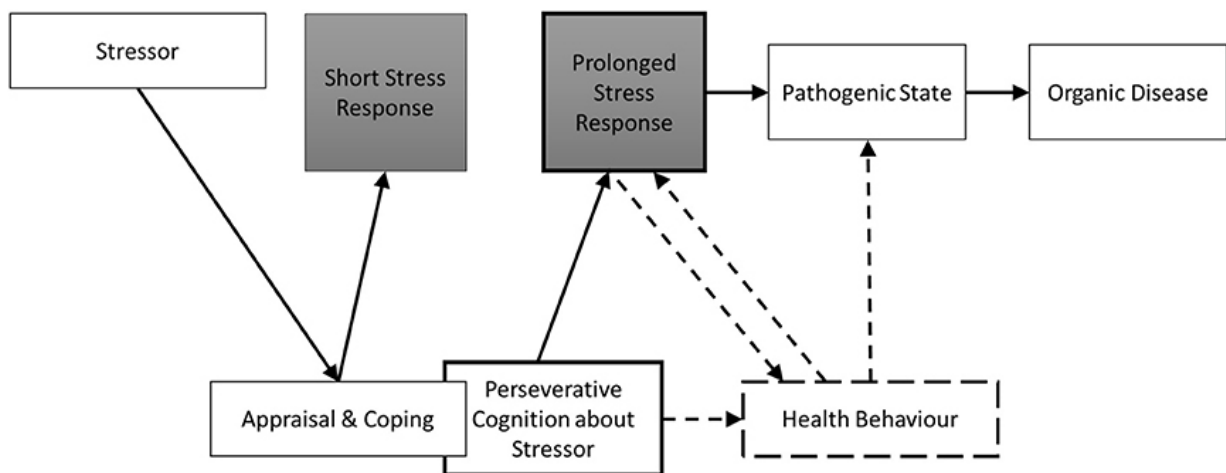 Stressor
Short Stress
Response
Prolonged
Stress
Response
Pathogenic State
Organic Disease
Appraisal & Coping
Perseverative
Cognition about
Stressor
Health Behaviour